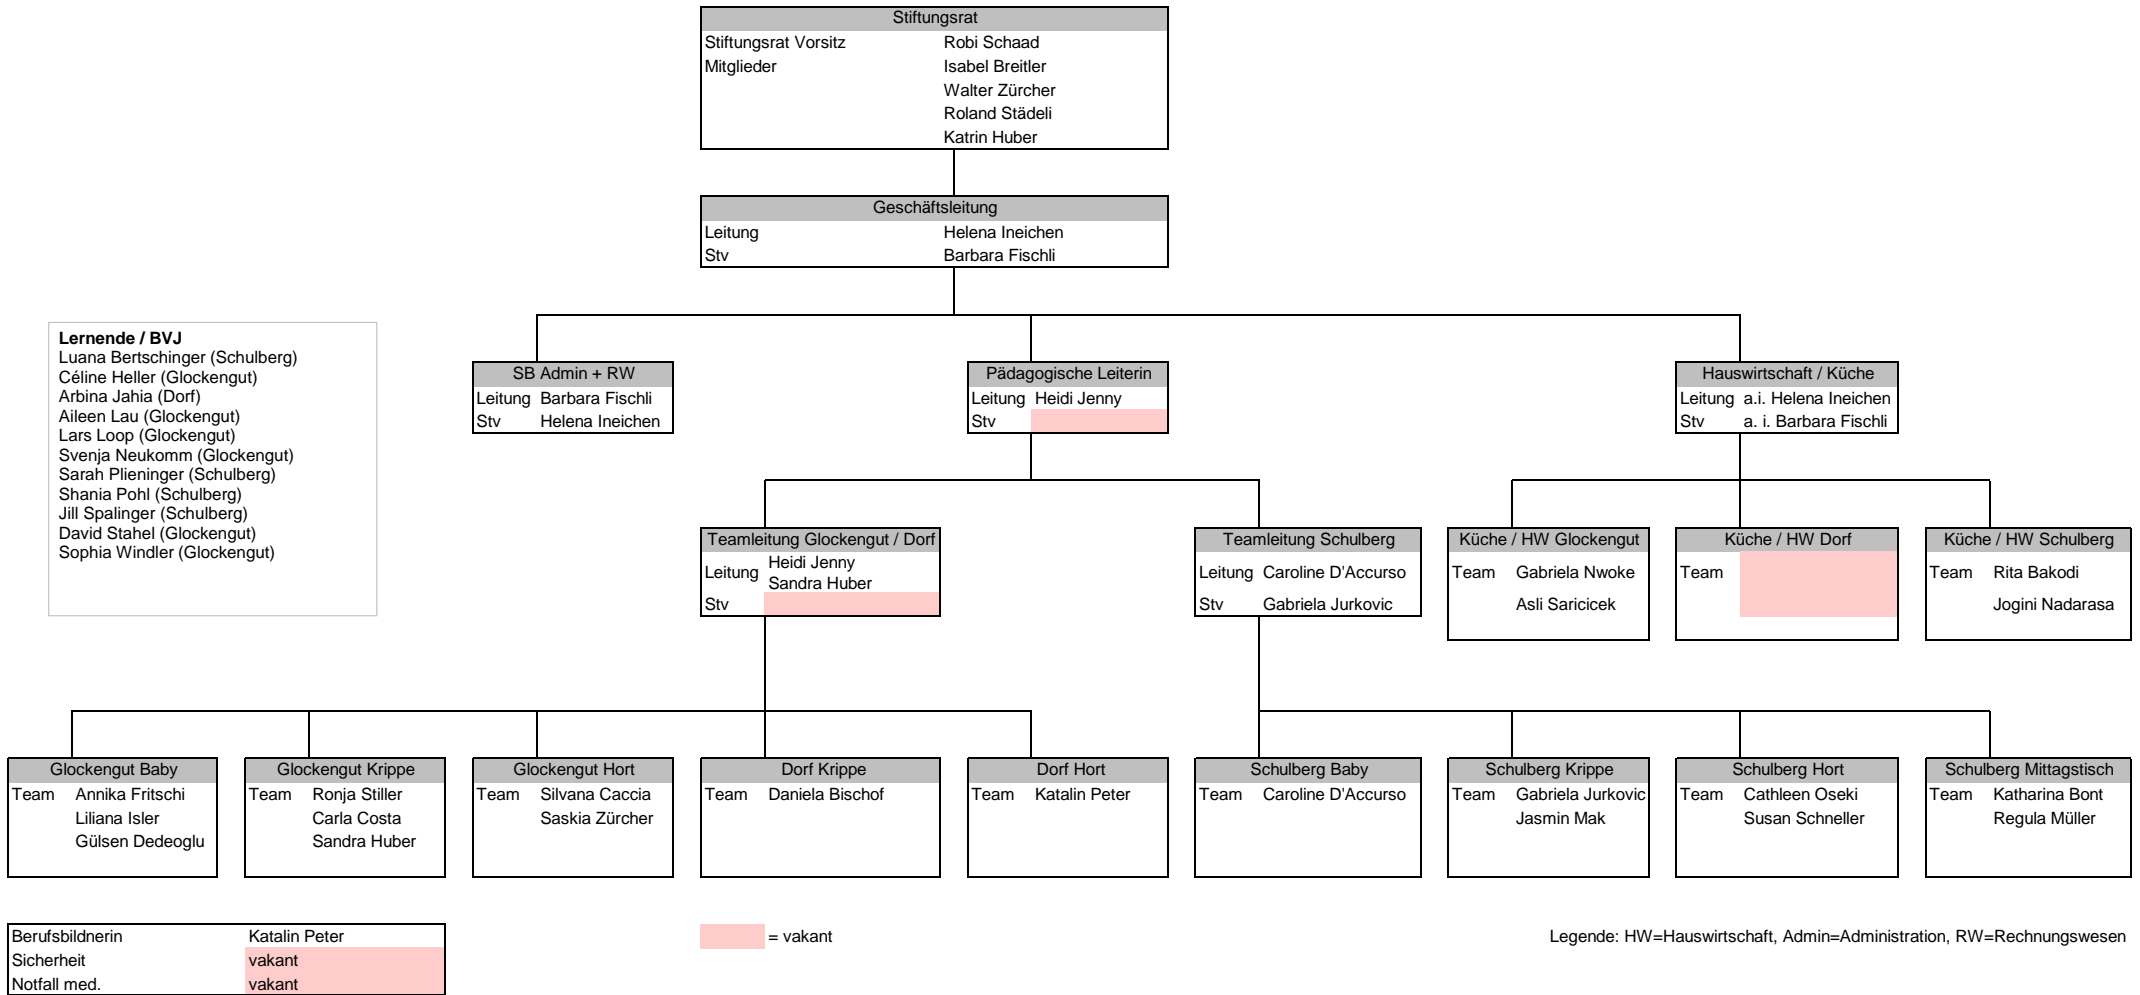 Stiftungsrat
Stiftungsrat Vorsitz Robi Schaad
Mitglieder Isabel Breitler
Walter Zürcher
Roland Städeli
Katrin Huber
Geschäftsleitung
Leitung Helena Ineichen
Stv Barbara Fischli
Lernende / BVJ
Luana Bertschinger (Schulberg)
Céline Heller (Glockengut)
Arbina Jahia (Dorf)
Aileen Lau (Glockengut)
Lars Loop (Glockengut)
Svenja Neukomm (Glockengut)
Sarah Plieninger (Schulberg)
Shania Pohl (Schulberg)
Jill Spalinger (Schulberg)
David Stahel (Glockengut)
Sophia Windler (Glockengut)
SB Admin + RW
Leitung Barbara Fischli
Stv Helena Ineichen
Pädagogische Leiterin
Leitung Heidi Jenny
Stv
Hauswirtschaft / Küche
Leitung a.i. Helena Ineichen
Stv a. i. Barbara Fischli
Teamleitung Glockengut / Dorf
Leitung Heidi Jenny
Sandra Huber
Stv
Teamleitung Schulberg
Leitung Caroline D'Accurso
Stv Gabriela Jurkovic
Küche / HW Glockengut
Team Gabriela Nwoke
Asli Saricicek
Küche / HW Dorf
Team
Küche / HW Schulberg
Team Rita Bakodi
Jogini Nadarasa
Glockengut Baby
Team Annika Fritschi
Liliana Isler
Gülsen Dedeoglu
Glockengut Krippe
Team Ronja Stiller
Carla Costa
Sandra Huber
Glockengut Hort
Team Silvana Caccia
Saskia Zürcher
Dorf Krippe
Team Daniela Bischof
Dorf Hort
Team Katalin Peter
Schulberg Baby
Team Caroline D'Accurso
Schulberg Krippe
Team Gabriela Jurkovic
Jasmin Mak
Schulberg Hort
Team Cathleen Oseki
Susan Schneller
Schulberg Mittagstisch
Team Katharina Bont
Regula Müller
Berufsbildnerin Katalin Peter
Sicherheit vakant
Notfall med. vakant
= vakant
Legende: HW=Hauswirtschaft, Admin=Administration, RW=Rechnungswesen